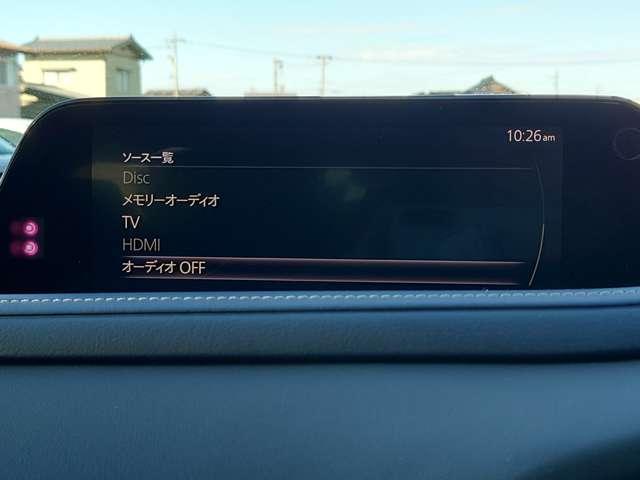 10:26am
ソース一覧
Disc
メモリーオーディオ
TV
HDMI
オーディオ OFF